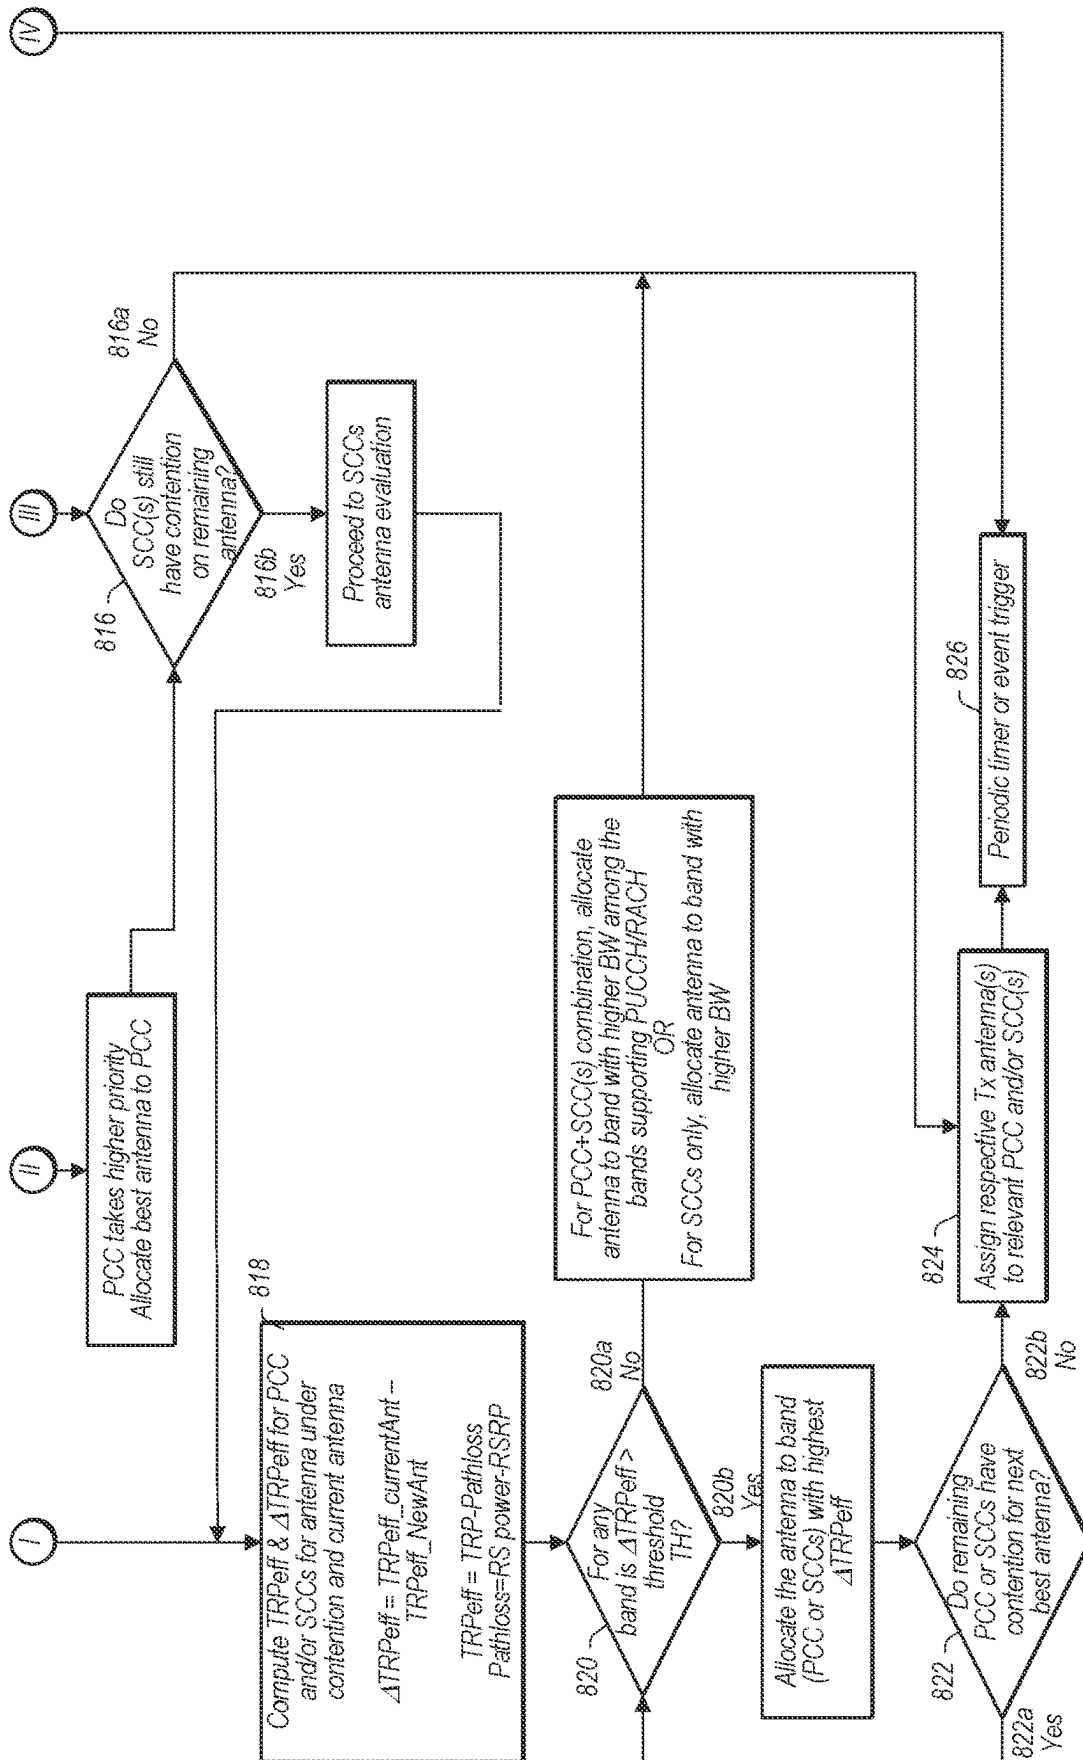 I
II
III
IV
PCC takes higher priority
Allocate best antenna to PCC
816
Do
SCC(s) still
have contention
on remaining
antenna?
816a
No
816b
Yes
Proceed to SCCs
antenna evaluation
818
Compute TRPeff & ΔTRPeff for PCC
and/or SCCs for antenna under
contention and current antenna
ΔTRPeff = TRPeff_currentAnt –
TRPeff_NewAnt
TRPeff = TRP-Pathloss
Pathloss=RS power-RSRP
820
For any
band is ΔTRPeff >
threshold
TH?
820a
No
820b
Yes
For PCC+SCC(s) combination, allocate
antenna to band with higher BW among the
bands supporting PUCCH/RACH
OR
For SCCs only, allocate antenna to band with
higher BW
Allocate the antenna to band
(PCC or SCCs) with highest
ΔTRPeff
822
Do remaining
PCC or SCCs have
contention for next
best antenna?
822a
Yes
822b
No
824
Assign respective Tx antenna(s)
to relevant PCC and/or SCC(s)
826
Periodic timer or event trigger